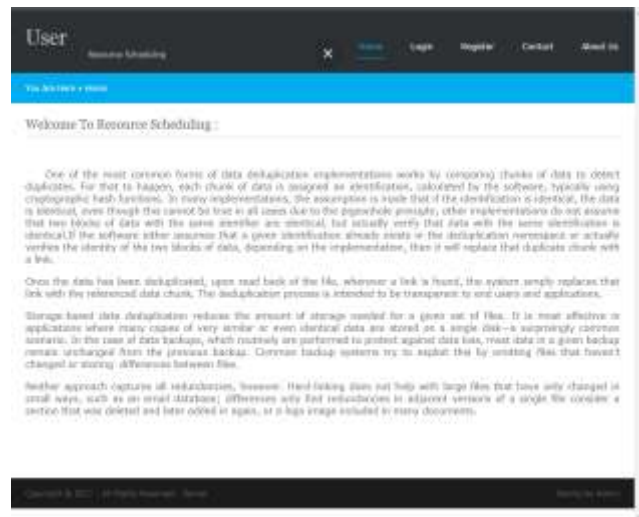 User
Resource Scheduling
Home Login Register Contact About Us
You Are Here » Home
Welcome To Resource Scheduling :
One of the most common forms of data deduplication implementations works by comparing chunks of data to detect
duplicates. For that to happen, each chunk of data is assigned an identification, calculated by the software, typically using
cryptographic hash functions. In many implementations, the assumption is made that if the identification is identical, the data
is identical, even though this cannot be true in all cases due to the pigeonhole principle; other implementations do not assume
that two blocks of data with the same identifier are identical, but actually verify that data with the same identification is
identical.If the software either assumes that a given identification already exists in the deduplication namespace or actually
verifies the identity of the two blocks of data, depending on the implementation, then it will replace that duplicate chunk with
a link.
Once the data has been deduplicated, upon read back of the file, wherever a link is found, the system simply replaces that
link with the referenced data chunk. The deduplication process is intended to be transparent to end users and applications.
Storage-based data deduplication reduces the amount of storage needed for a given set of files. It is most effective in
applications where many copies of very similar or even identical data are stored on a single disk—a surprisingly common
scenario. In the case of data backups, which routinely are performed to protect against data loss, most data in a given backup
remain unchanged from the previous backup. Common backup systems try to exploit this by omitting files that haven't
changed or storing differences between files.
Neither approach captures all redundancies, however. Hard-linking does not help with large files that have only changed in
small ways, such as an email database; differences only find redundancies in adjacent versions of a single file consider a
section that was deleted and later added in again, or a logo image included in many documents.
All Rights Reserved